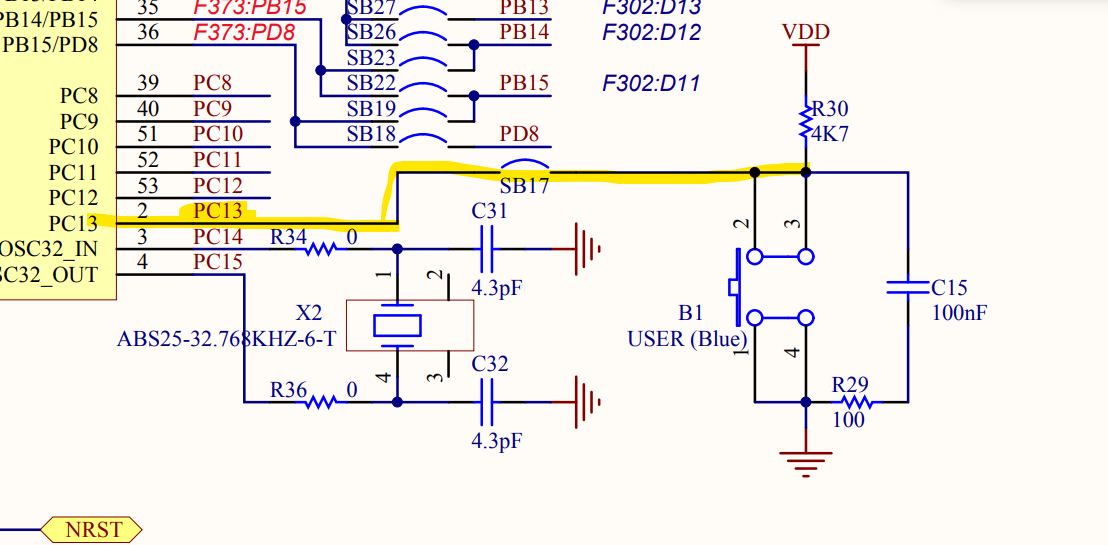 35 F373:PB15 SB27 PB13 F302:D13
PB14/PB15
36 F373:PD8 SB26 PB14 F302:D12
PB15/PD8
SB23
VDD
39 PC8 SB22 PB15 F302:D11
PC8
40 PC9 SB19
PC9
R30
4K7
51 PC10 SB18 PD8
PC10
52 PC11
PC11
53 PC12
PC12
SB17
2 PC13
PC13
C31
2 3
3 PC14 R34 0
OSC32_IN
4 PC15
SC32_OUT
1 2
4.3pF
X2
ABS25-32.768KHZ-6-T
B1
USER (Blue)
C15
100nF
1 4
4 3
C32
R36 0
4.3pF
R29
100
NRST